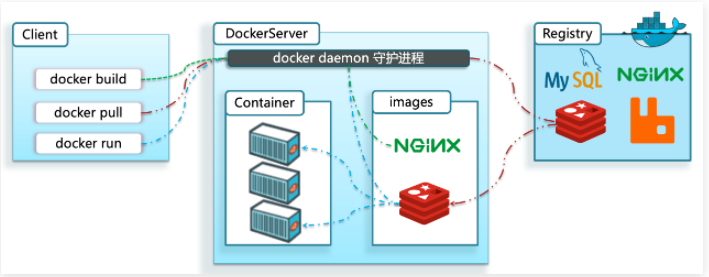 Client
docker build
docker pull
docker run
DockerServer
docker daemon 守护进程
Container
images
NGINX
Registry
MySQL
NGINX